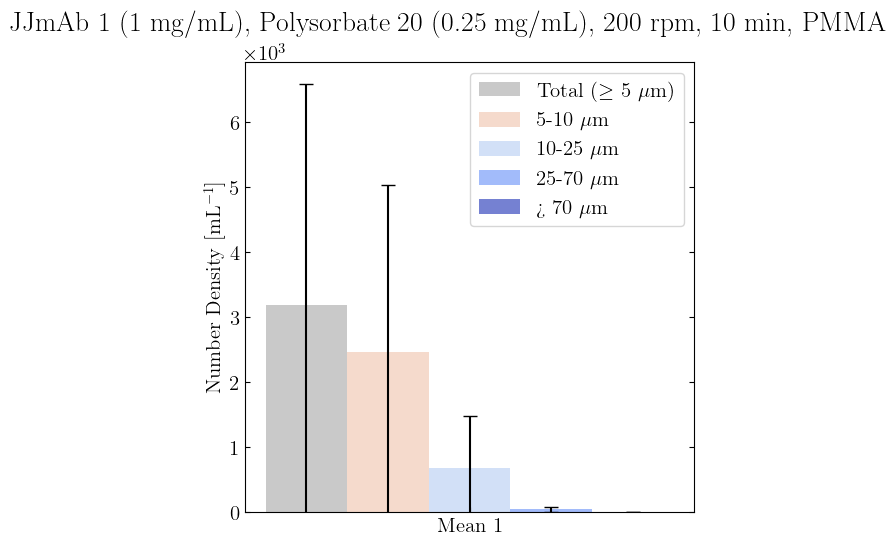 JJmAb 1 (1 mg/mL), Polysorbate 20 (0.25 mg/mL), 200 rpm, 10 min, PMMA
×10³
Total (≥ 5 μm)
5-10 μm
10-25 μm
25-70 μm
> 70 μm
Number Density [mL⁻¹]
6
5
4
3
2
1
0
Mean 1